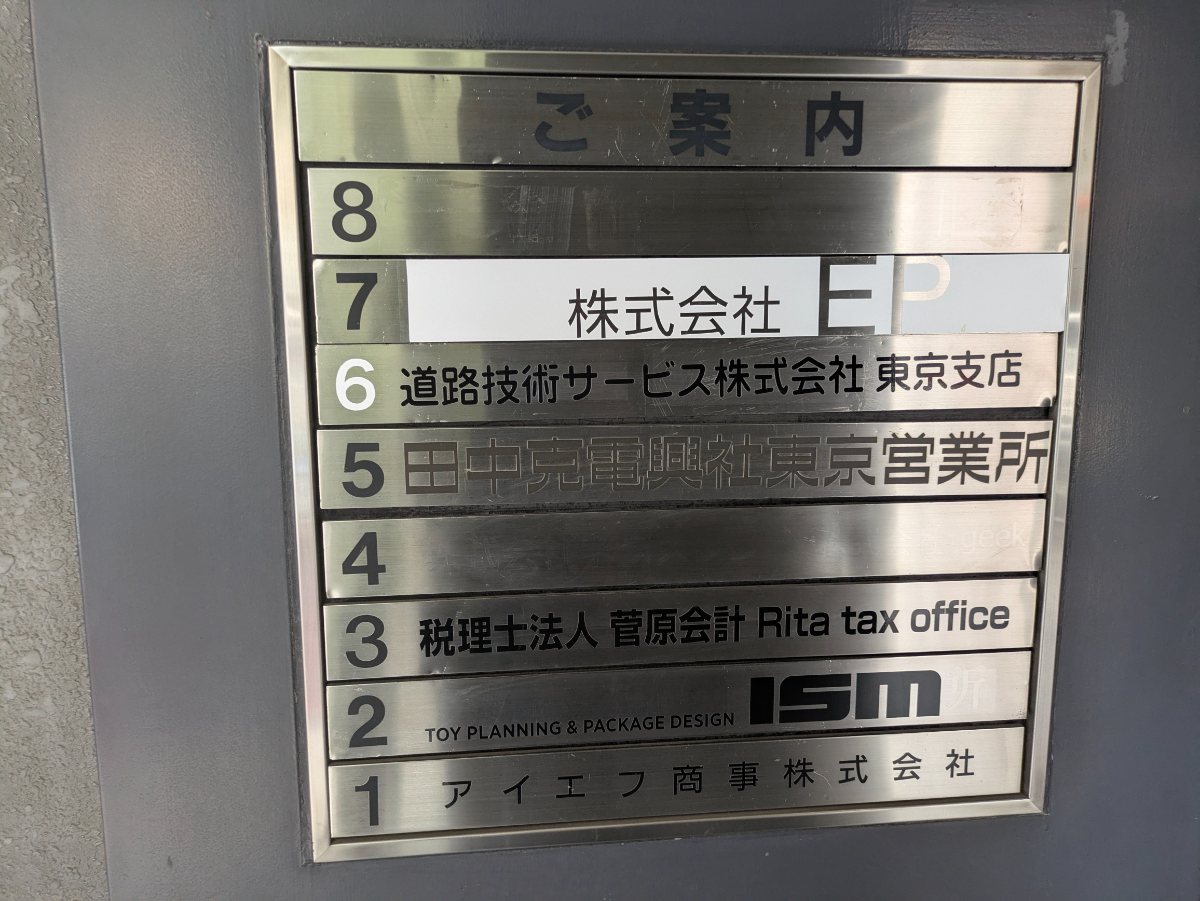 ご案内
8
7 株式会社 EP
6 道路技術サービス株式会社 東京支店
5 田中克電興社東京営業所
4 geek
3 税理士法人 菅原会計 Rita tax office
2 TOY PLANNING & PACKAGE DESIGN ISM 所
1 アイエフ商事株式会社